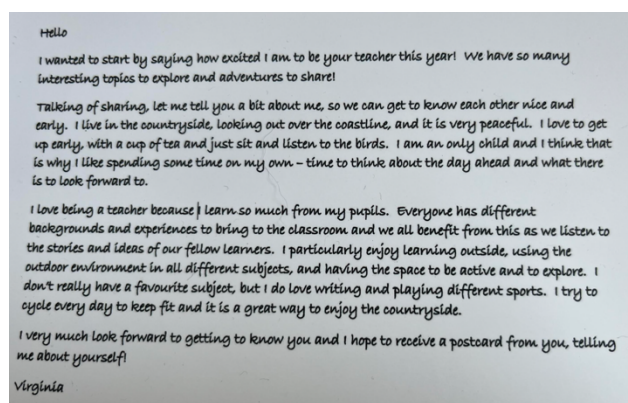 Hello
I wanted to start by saying how excited I am to be your teacher this year! We have so many
interesting topics to explore and adventures to share!
Talking of sharing, let me tell you a bit about me, so we can get to know each other nice and
early. I live in the countryside, looking out over the coastline, and it is very peaceful. I love to get
up early, with a cup of tea and just sit and listen to the birds. I am an only child and I think that
is why I like spending some time on my own – time to think about the day ahead and what there
is to look forward to.
I love being a teacher because I learn so much from my pupils. Everyone has different
backgrounds and experiences to bring to the classroom and we all benefit from this as we listen to
the stories and ideas of our fellow learners. I particularly enjoy learning outside, using the
outdoor environment in all different subjects, and having the space to be active and to explore. I
don't really have a favourite subject, but I do love writing and playing different sports. I try to
cycle every day to keep fit and it is a great way to enjoy the countryside.
I very much look forward to getting to know you and I hope to receive a postcard from you, telling
me about yourself!
Virginia